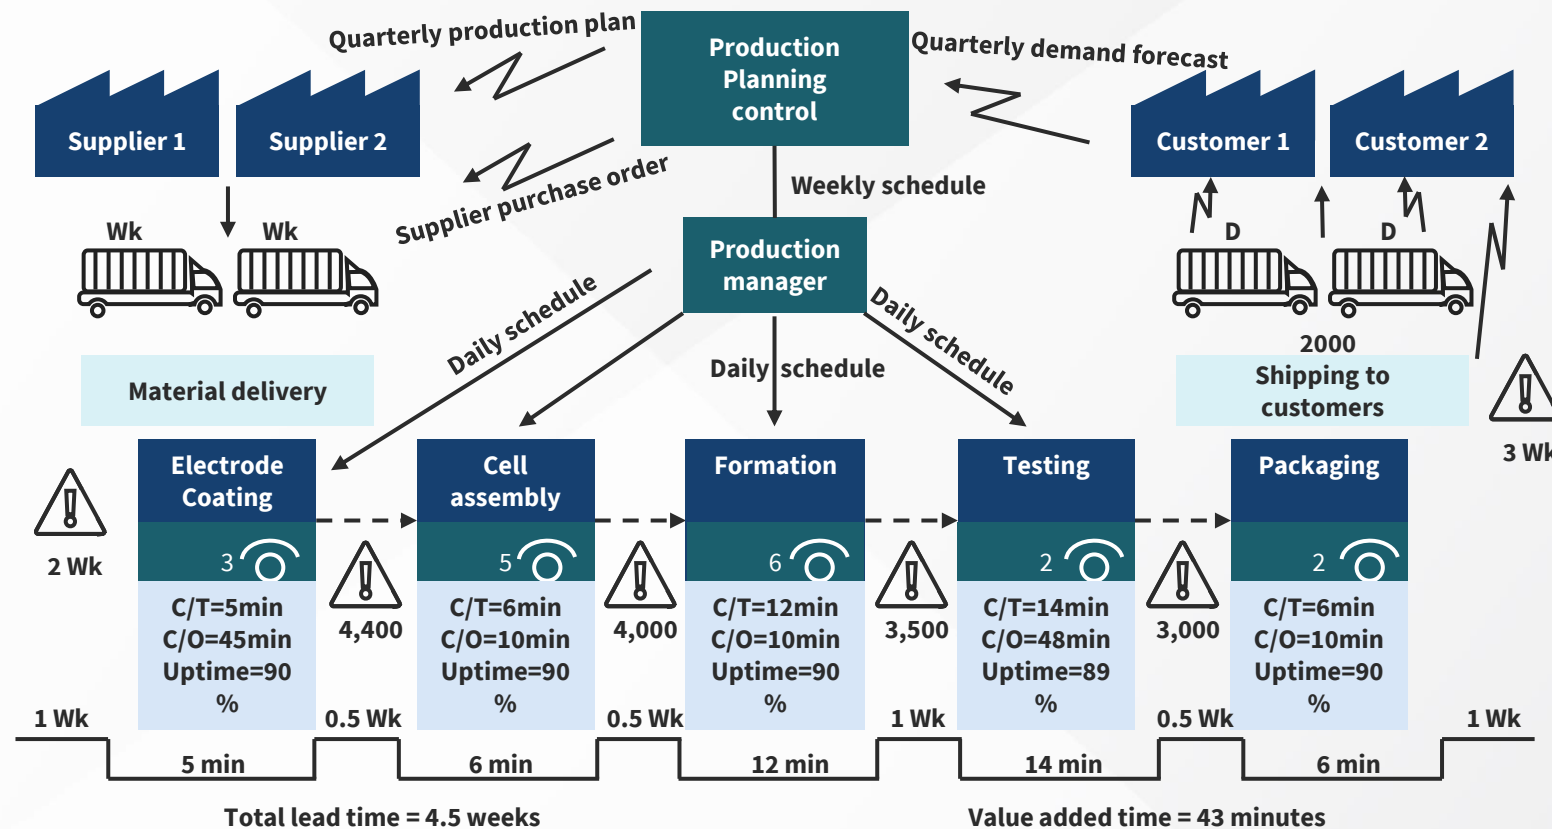 Quarterly production plan
Production
Planning
control
Quarterly demand forecast
Supplier 1
Supplier 2
Customer 1
Customer 2
Supplier purchase order
Weekly schedule
Wk
Wk
D
D
Production
manager
Daily schedule
Daily schedule
Daily schedule
2000
Material delivery
Shipping to
customers
3 Wk
Electrode
Coating
Cell
assembly
Formation
Testing
Packaging
2 Wk
3
5
6
2
2
4,400
4,000
3,500
3,000
C/T=5min
C/O=45min
Uptime=90
%
C/T=6min
C/O=10min
Uptime=90
%
C/T=12min
C/O=10min
Uptime=90
%
C/T=14min
C/O=48min
Uptime=89
%
C/T=6min
C/O=10min
Uptime=90
%
1 Wk
0.5 Wk
0.5 Wk
1 Wk
0.5 Wk
1 Wk
5 min
6 min
12 min
14 min
6 min
Total lead time = 4.5 weeks
Value added time = 43 minutes